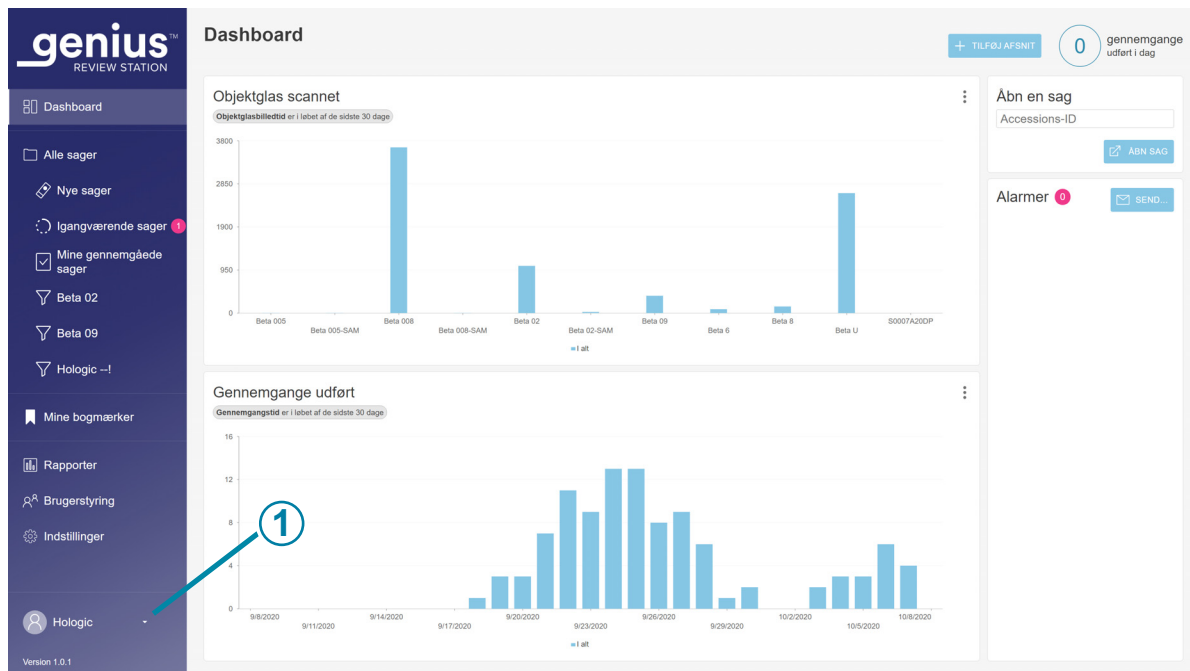 genius™
REVIEW STATION
Dashboard
Alle sager
Nye sager
Igangværende sager 1
Mine gennemgåede
sager
Beta 02
Beta 09
Hologic --!
Mine bogmærker
Rapporter
Brugerstyring
Indstillinger
Hologic
Version 1.0.1
Dashboard
+ TILFØJ AFSNIT
0
gennemgange
udført i dag
Objektglas scannet
Objektglasbilledtid er i løbet af de sidste 30 dage
3800
2850
1900
950
0
Beta 005
Beta 005-SAM
Beta 008
Beta 008-SAM
Beta 02
Beta 02-SAM
Beta 09
Beta 6
Beta 8
Beta U
S0007A20DP
I alt
Gennemgange udført
Gennemgangstid er i løbet af de sidste 30 dage
16
12
8
4
0
9/8/2020
9/11/2020
9/14/2020
9/17/2020
9/20/2020
9/23/2020
9/26/2020
9/29/2020
10/2/2020
10/5/2020
10/8/2020
I alt
1
Åbn en sag
Accessions-ID
ÅBN SAG
Alarmer 0
SEND...